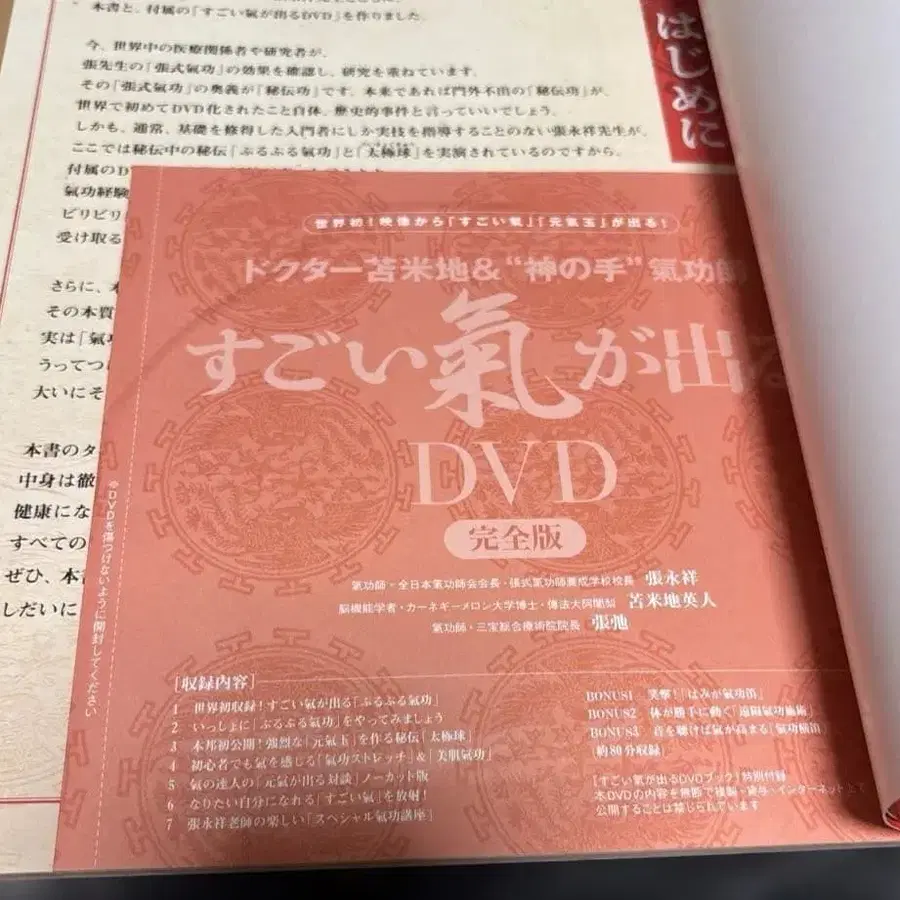 はじめに
本書と、付属の「すごい氣が出るDVD」を作りました。
今、世界中の医療関係者や研究者が、
張先生の「張式氣功」の効果を確認し、研究を重ねています。
その「張式氣功」の奥義が「秘伝功」です。本来であれば門外不出の「秘伝功」が、
世界で初めてDVD化されたこと自体、歴史的事件と言っていいでしょう。
しかも、通常、基礎を修得した入門者にしか実技を指導することのない張永祥先生が、
ここでは秘伝中の秘伝「ぶるぶる氣功」と「太極球」を実演されているのですから。
付属のD
氣功経験
ビリビリ
受け取る
さらに、本
その本質
実は「氣
うってつ
大いにそ
本書のタ
中身は徹
健康にな
すべての
ぜひ、本書
しだいに
世界初!映像から「すごい氣」「元氣玉」が出る!
ドクター苫米地&“神の手”氣功師
すごい氣が出る
DVD
完全版
氣功師・全日本氣功師会会長・張式氣功師養成学校校長 張永祥
脳機能学者・カーネギーメロン大学博士・傳法大阿闍梨 苫米地英人
氣功師・三宝総合療術院院長 張弛
※DVDを傷つけないように開封してください
[収録内容]
1 世界初収録!すごい氣が出る「ぶるぶる氣功」
2 いっしょに「ぶるぶる氣功」をやってみましょう
3 本邦初公開!強烈な「元氣玉」を作る秘伝「太極球」
4 初心者でも氣を感じる「氣功ストレッチ」&「美肌氣功」
5 氣の達人の「元氣が出る対談」ノーカット版
6 なりたい自分になれる「すごい氣」を放射!
7 張永祥老師の楽しい「スペシャル氣功講座」
BONUS1 笑撃!「はみが氣功笛」
BONUS2 体が勝手に動く「遠隔氣功施術」
BONUS3 音を聴けば氣が高まる「氣功横笛」
(約80分収録)
『すごい氣が出るDVDブック』特別付録
本DVDの内容を無断で複製・貸与・インターネット上で
公開することは禁じられています